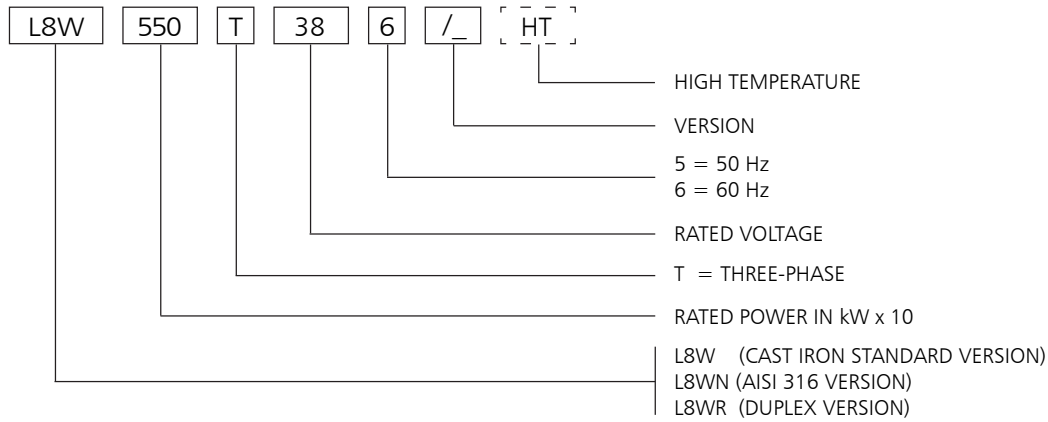 L8W 550 T 38 6 /_ HT
HIGH TEMPERATURE
VERSION
5 = 50 Hz
6 = 60 Hz
RATED VOLTAGE
T = THREE-PHASE
RATED POWER IN kW x 10
L8W (CAST IRON STANDARD VERSION)
L8WN (AISI 316 VERSION)
L8WR (DUPLEX VERSION)